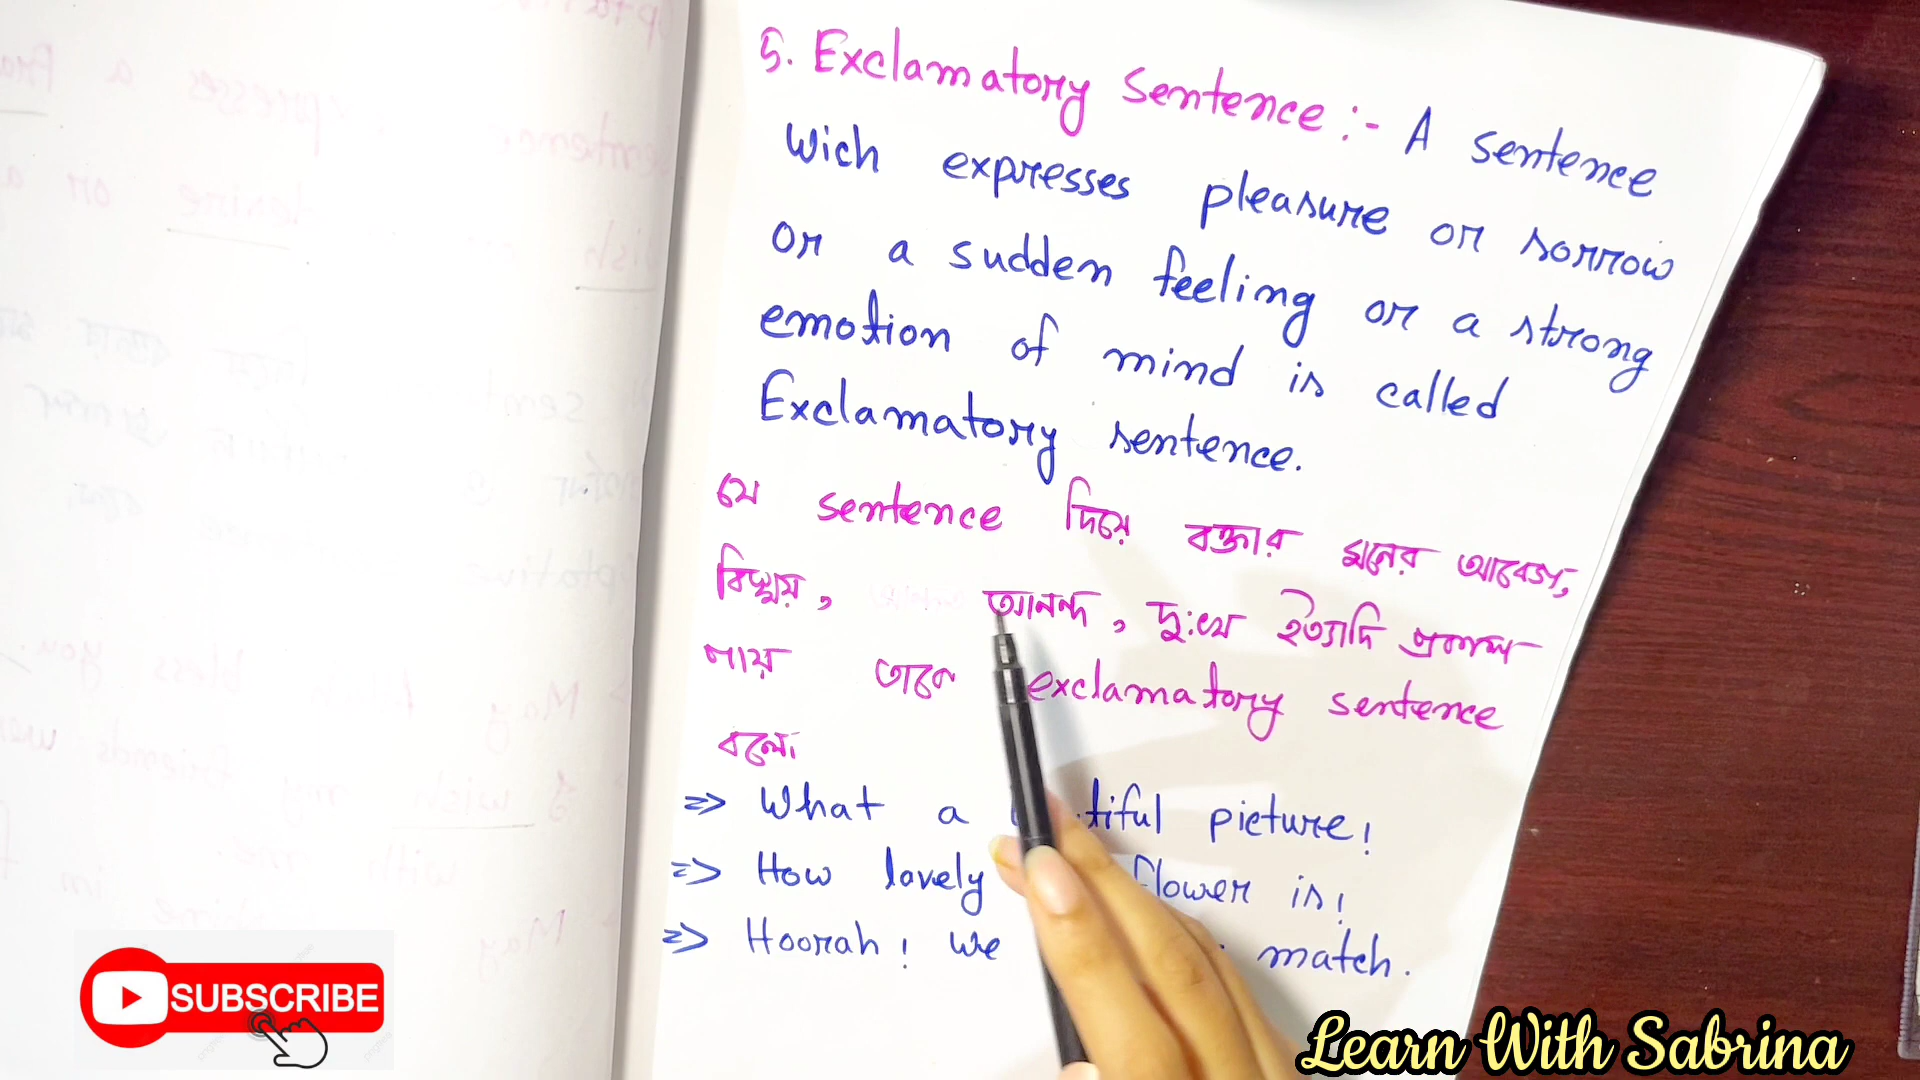 5. Exclamatory Sentence :- A sentence
Wich expresses pleasure or sorrow
or a sudden feeling or a strong
emotion of mind is called
Exclamatory sentence.
যে sentence দিয়ে বক্তার মনের আবেগ,
বিস্ময়, আনন্দ, দু:খে ইত্যাদি প্রকাশ
পায় তাকে exclamatory sentence
বলে।
=> What a picture!
=> How lovely flower is!
=> Hoorah! we match.
SUBSCRIBE
Learn With Sabrina